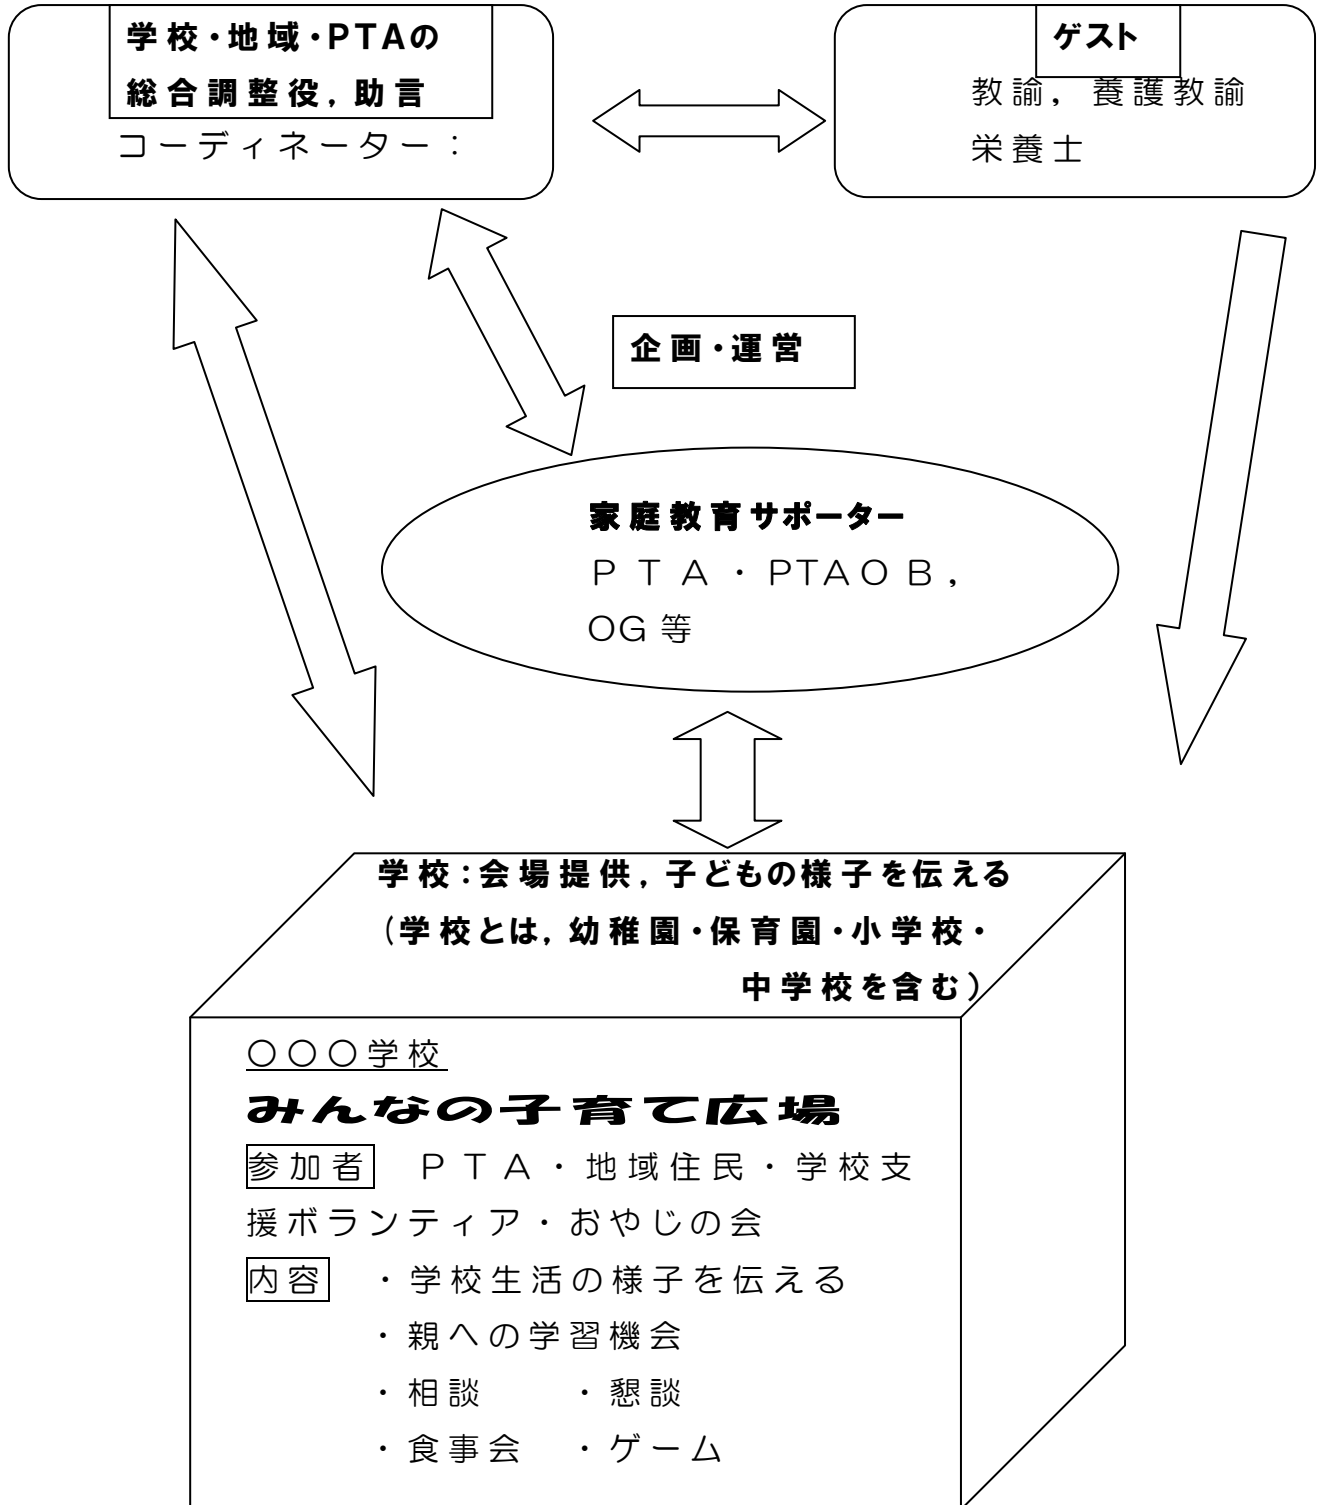 学校・地域・PTAの
総合調整役，助言
コーディネーター：
ゲスト
教諭，養護教諭
栄養士
企画・運営
家庭教育サポーター
ＰＴＡ・PTAＯＢ，
OG等
学校：会場提供，子どもの様子を伝える
（学校とは，幼稚園・保育園・小学校・
中学校を含む）
○○○学校
みんなの子育て広場
参加者　ＰＴＡ・地域住民・学校支
援ボランティア・おやじの会
内容　・学校生活の様子を伝える
・親への学習機会
・相談　　・懇談
・食事会　・ゲーム